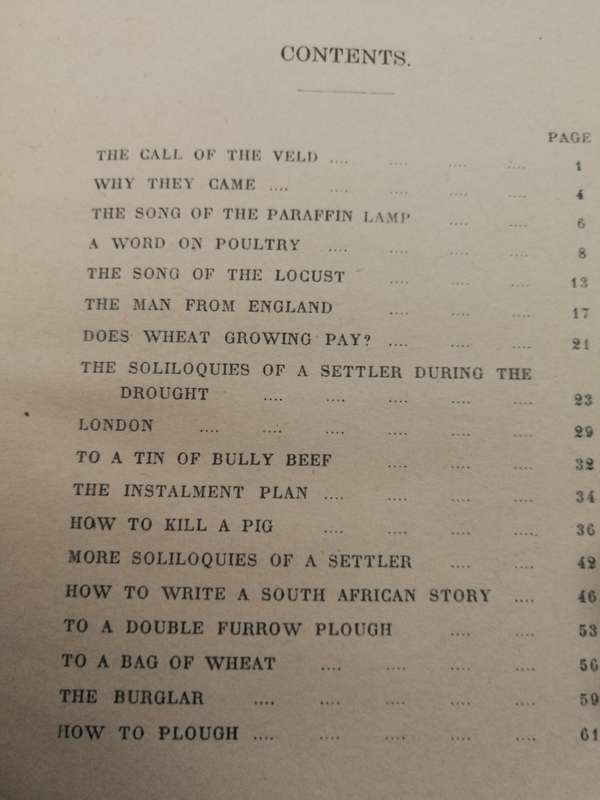 CONTENTS.
PAGE
THE CALL OF THE VELD .... .... .... .... 1
WHY THEY CAME .... .... .... .... 4
THE SONG OF THE PARAFFIN LAMP .... .... 6
A WORD ON POULTRY .... .... .... .... 8
THE SONG OF THE LOCUST .... .... .... 13
THE MAN FROM ENGLAND .... .... .... 17
DOES WHEAT GROWING PAY? .... .... .... 21
THE SOLILOQUIES OF A SETTLER DURING THE
DROUGHT .... .... .... .... .... 23
LONDON .... .... .... .... .... .... 29
TO A TIN OF BULLY BEEF .... .... .... 32
THE INSTALMENT PLAN .... .... .... .... 34
HOW TO KILL A PIG .... .... .... .... 36
MORE SOLILOQUIES OF A SETTLER .... .... 42
HOW TO WRITE A SOUTH AFRICAN STORY .... 46
TO A DOUBLE FURROW PLOUGH .... .... 53
TO A BAG OF WHEAT .... .... .... .... 56
THE BURGLAR .... .... .... .... .... 59
HOW TO PLOUGH .... .... .... .... .... 61